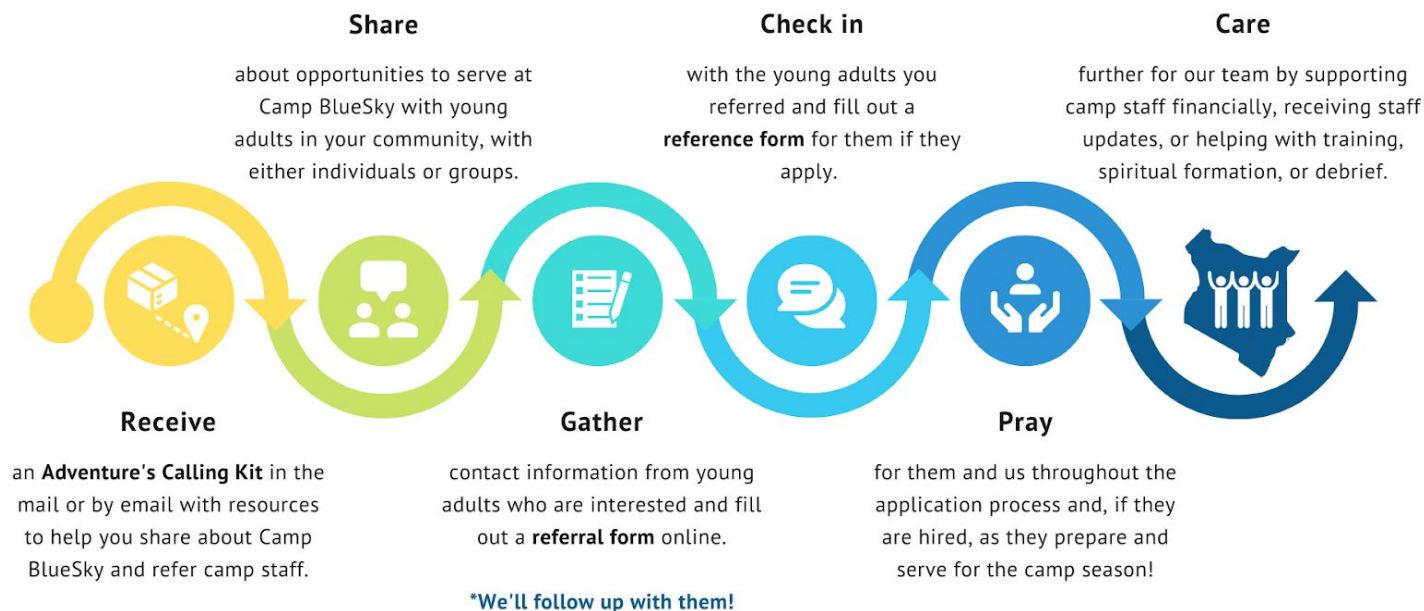 Share
about opportunities to serve at
Camp BlueSky with young
adults in your community, with
either individuals or groups.
Check in
with the young adults you
referred and fill out a
reference form for them if they
apply.
Care
further for our team by supporting
camp staff financially, receiving staff
updates, or helping with training,
spiritual formation, or debrief.
Receive
an Adventure's Calling Kit in the
mail or by email with resources
to help you share about Camp
BlueSky and refer camp staff.
Gather
contact information from young
adults who are interested and fill
out a referral form online.
*We'll follow up with them!
Pray
for them and us throughout the
application process and, if they
are hired, as they prepare and
serve for the camp season!